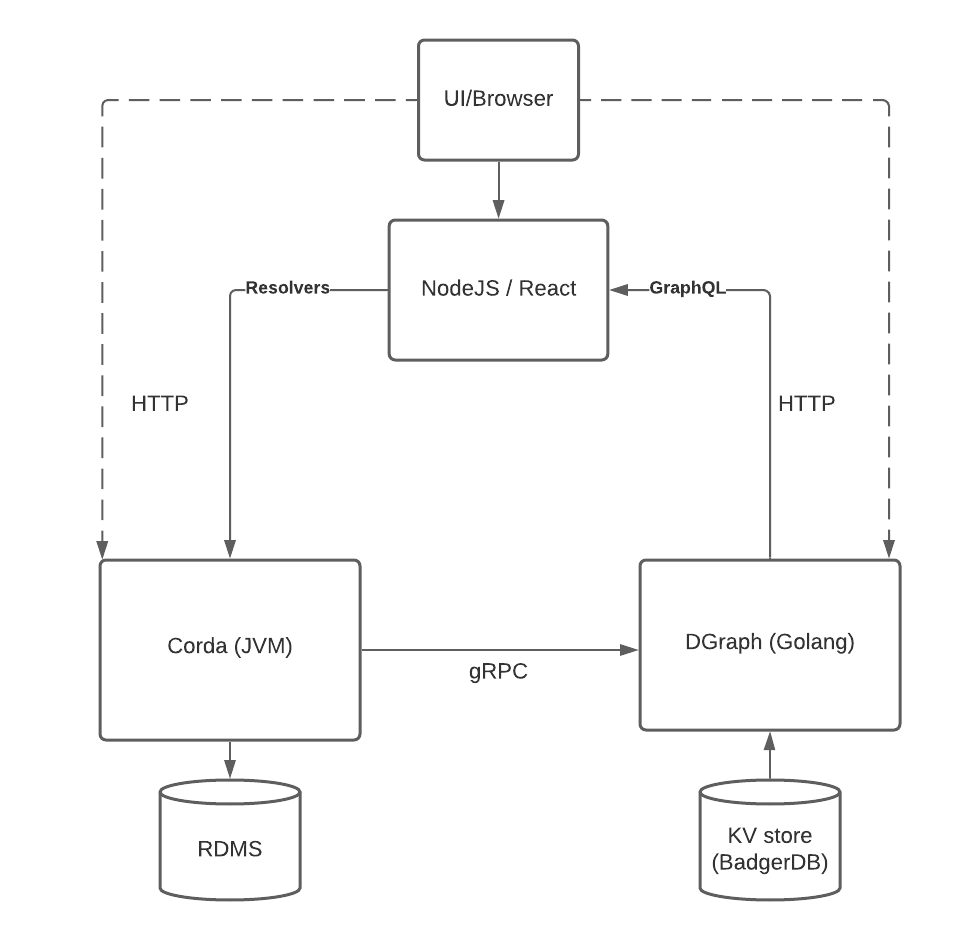 UI/Browser
NodeJS / React
Resolvers
GraphQL
HTTP
HTTP
Corda (JVM)
DGraph (Golang)
gRPC
RDMS
KV store
(BadgerDB)